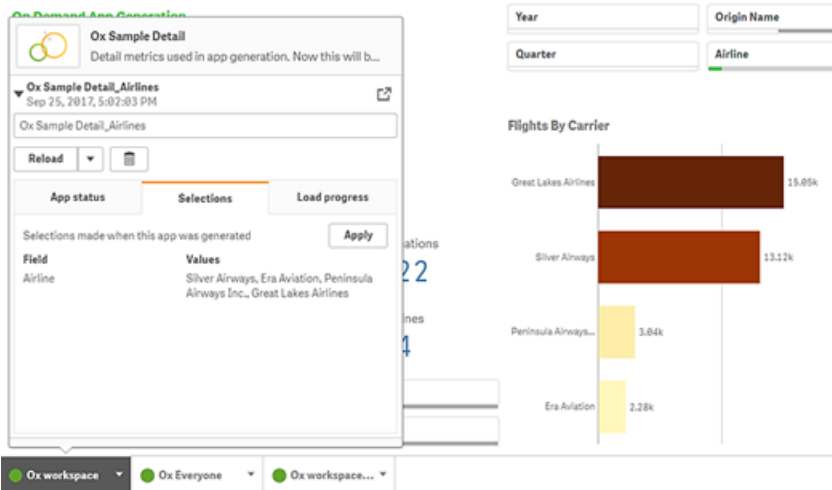 On Demand App Generation
Ox Sample Detail
Detail metrics used in app generation. Now this will b...
Ox Sample Detail_Airlines
Sep 25, 2017, 5:02:03 PM
Ox Sample Detail_Airlines
Reload
App status
Selections
Load progress
Selections made when this app was generated
Apply
Field
Values
Airline
Silver Airways, Era Aviation, Peninsula
Airways Inc., Great Lakes Airlines
ations
22
ines
4
Year
Origin Name
Quarter
Airline
Flights By Carrier
Great Lakes Airlines
15.05k
Silver Airways
13.12k
Peninsula Airways...
3.04k
Era Aviation
2.28k
Ox workspace
Ox Everyone
Ox workspace...